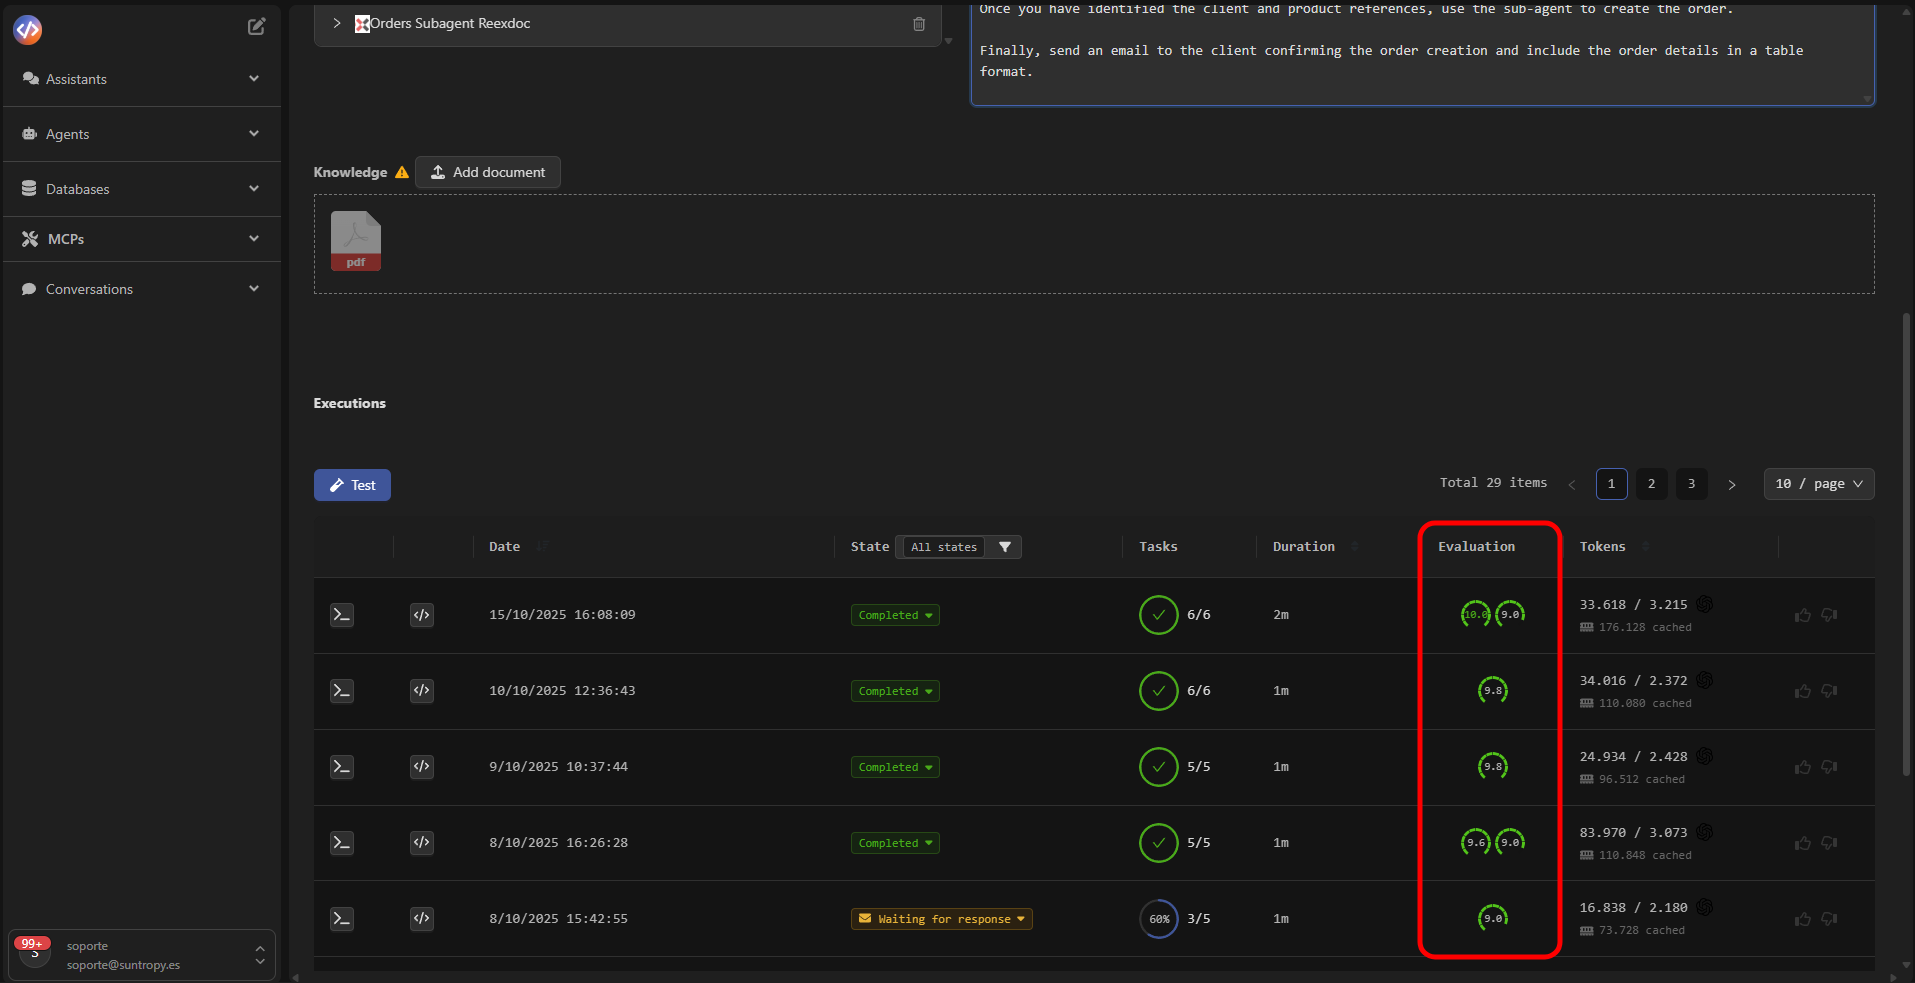 Orders Subagent Reexdoc
Once you have identified the client and product references, use the sub-agent to create the order.
Finally, send an email to the client confirming the order creation and include the order details in a table
format.
Assistants
Agents
Databases
MCPs
Conversations
Knowledge
Add document
pdf
Executions
Test
Total 29 items
1
2
3
10 / page
Date
State
All states
Tasks
Duration
Evaluation
Tokens
15/10/2025 16:08:09
Completed
6/6
2m
10.0
9.0
33.618 / 3.215
176.128 cached
10/10/2025 12:36:43
Completed
6/6
1m
9.8
34.016 / 2.372
110.080 cached
9/10/2025 10:37:44
Completed
5/5
1m
9.8
24.934 / 2.428
96.512 cached
8/10/2025 16:26:28
Completed
5/5
1m
9.6
9.0
83.970 / 3.073
110.848 cached
8/10/2025 15:42:55
Waiting for response
60%
3/5
1m
9.0
16.838 / 2.180
73.728 cached
99+
soporte
soporte@suntropy.es